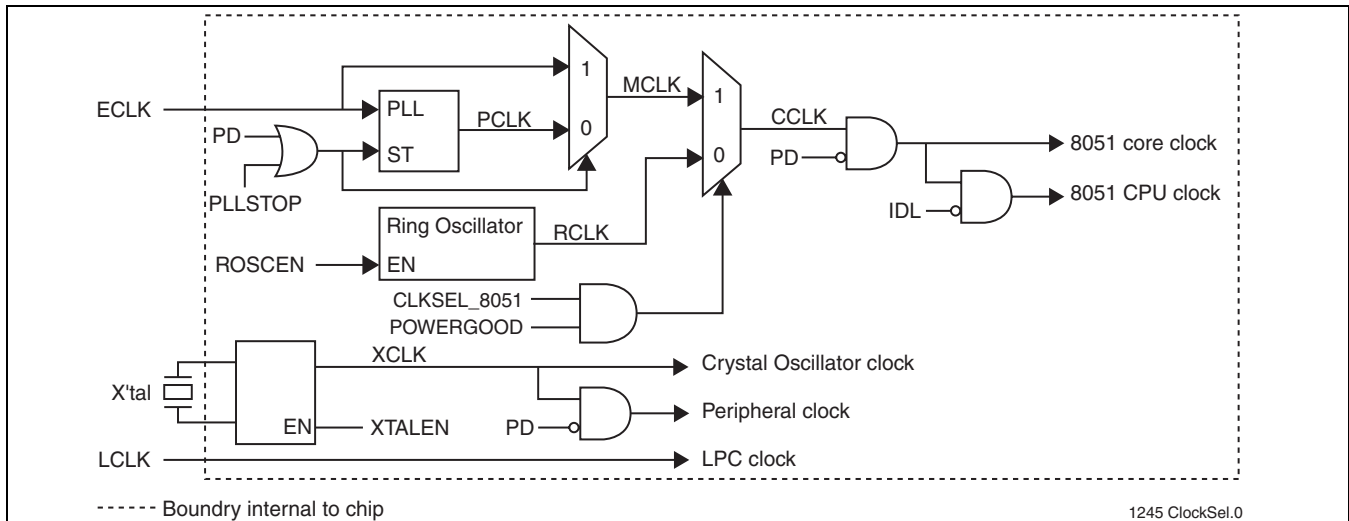 1
MCLK
ECLK
PLL
PCLK
0
PD
ST
PLLSTOP
1
0
CCLK
PD
8051 core clock
8051 CPU clock
IDL
Ring Oscillator
RCLK
ROSCEN
EN
CLKSEL_8051
POWERGOOD
XCLK
Crystal Oscillator clock
X'tal
Peripheral clock
EN
XTALEN
PD
LCLK
LPC clock
Boundry internal to chip
1245 ClockSel.0